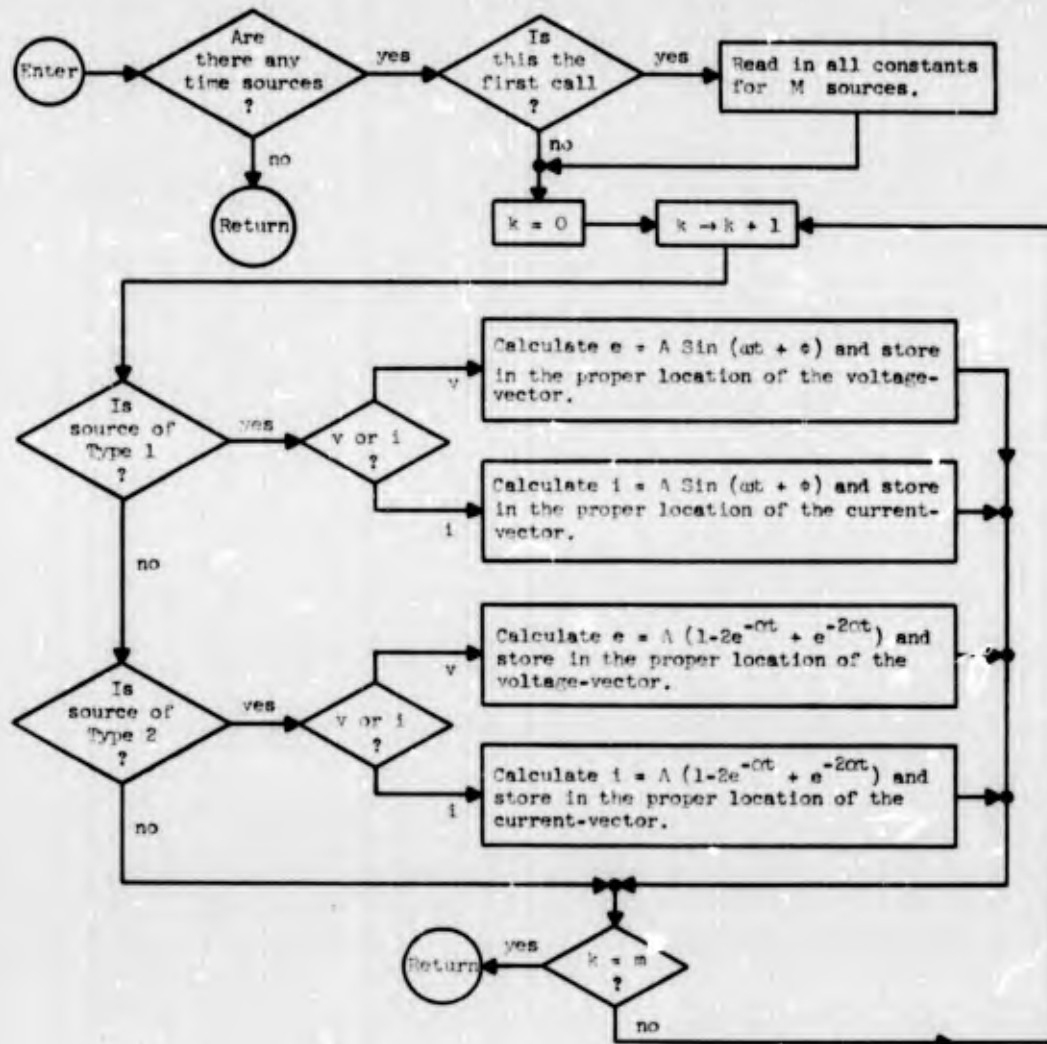 Enter
Are
there any
time sources
?
yes
no
Return
Is
this the
first call
?
yes
no
Read in all constants
for M sources.
k = 0
k → k + 1
Is
source of
Type 1
?
yes
no
v or i
?
v
i
Calculate e = A Sin (ωt + φ) and store
in the proper location of the voltage-
vector.
Calculate i = A Sin (ωt + φ) and store
in the proper location of the current-
vector.
Is
source of
Type 2
?
yes
no
v or i
?
v
i
Calculate e = A (1-2e^-αt + e^-2αt) and
store in the proper location of the
voltage-vector.
Calculate i = A (1-2e^-αt + e^-2αt) and
store in the proper location of the
current-vector.
k = m
?
yes
Return
no